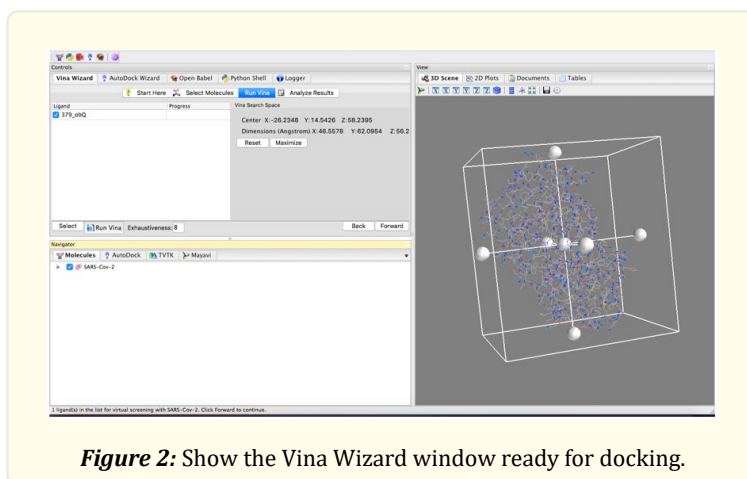 Controls
View
Vina Wizard AutoDock Wizard Open Babel Python Shell Logger
3D Scene 2D Plots Documents Tables
Start Here Select Molecules Run Vina Analyze Results
Ligand Progress Vina Search Space
379_obQ
Center X:-26.2348 Y:14.5426 Z:58.2395
Dimensions (Angstrom) X:46.5578 Y:62.0954 Z:56.2
Reset Maximize
Select Run Vina Exhaustiveness: 8 Back Forward
Navigator
Molecules AutoDock TVTK Mayavi
SARS-Cov-2
1 ligand(s) in the list for virtual screening with SARS-Cov-2. Click Forward to continue.
Figure 2: Show the Vina Wizard window ready for docking.